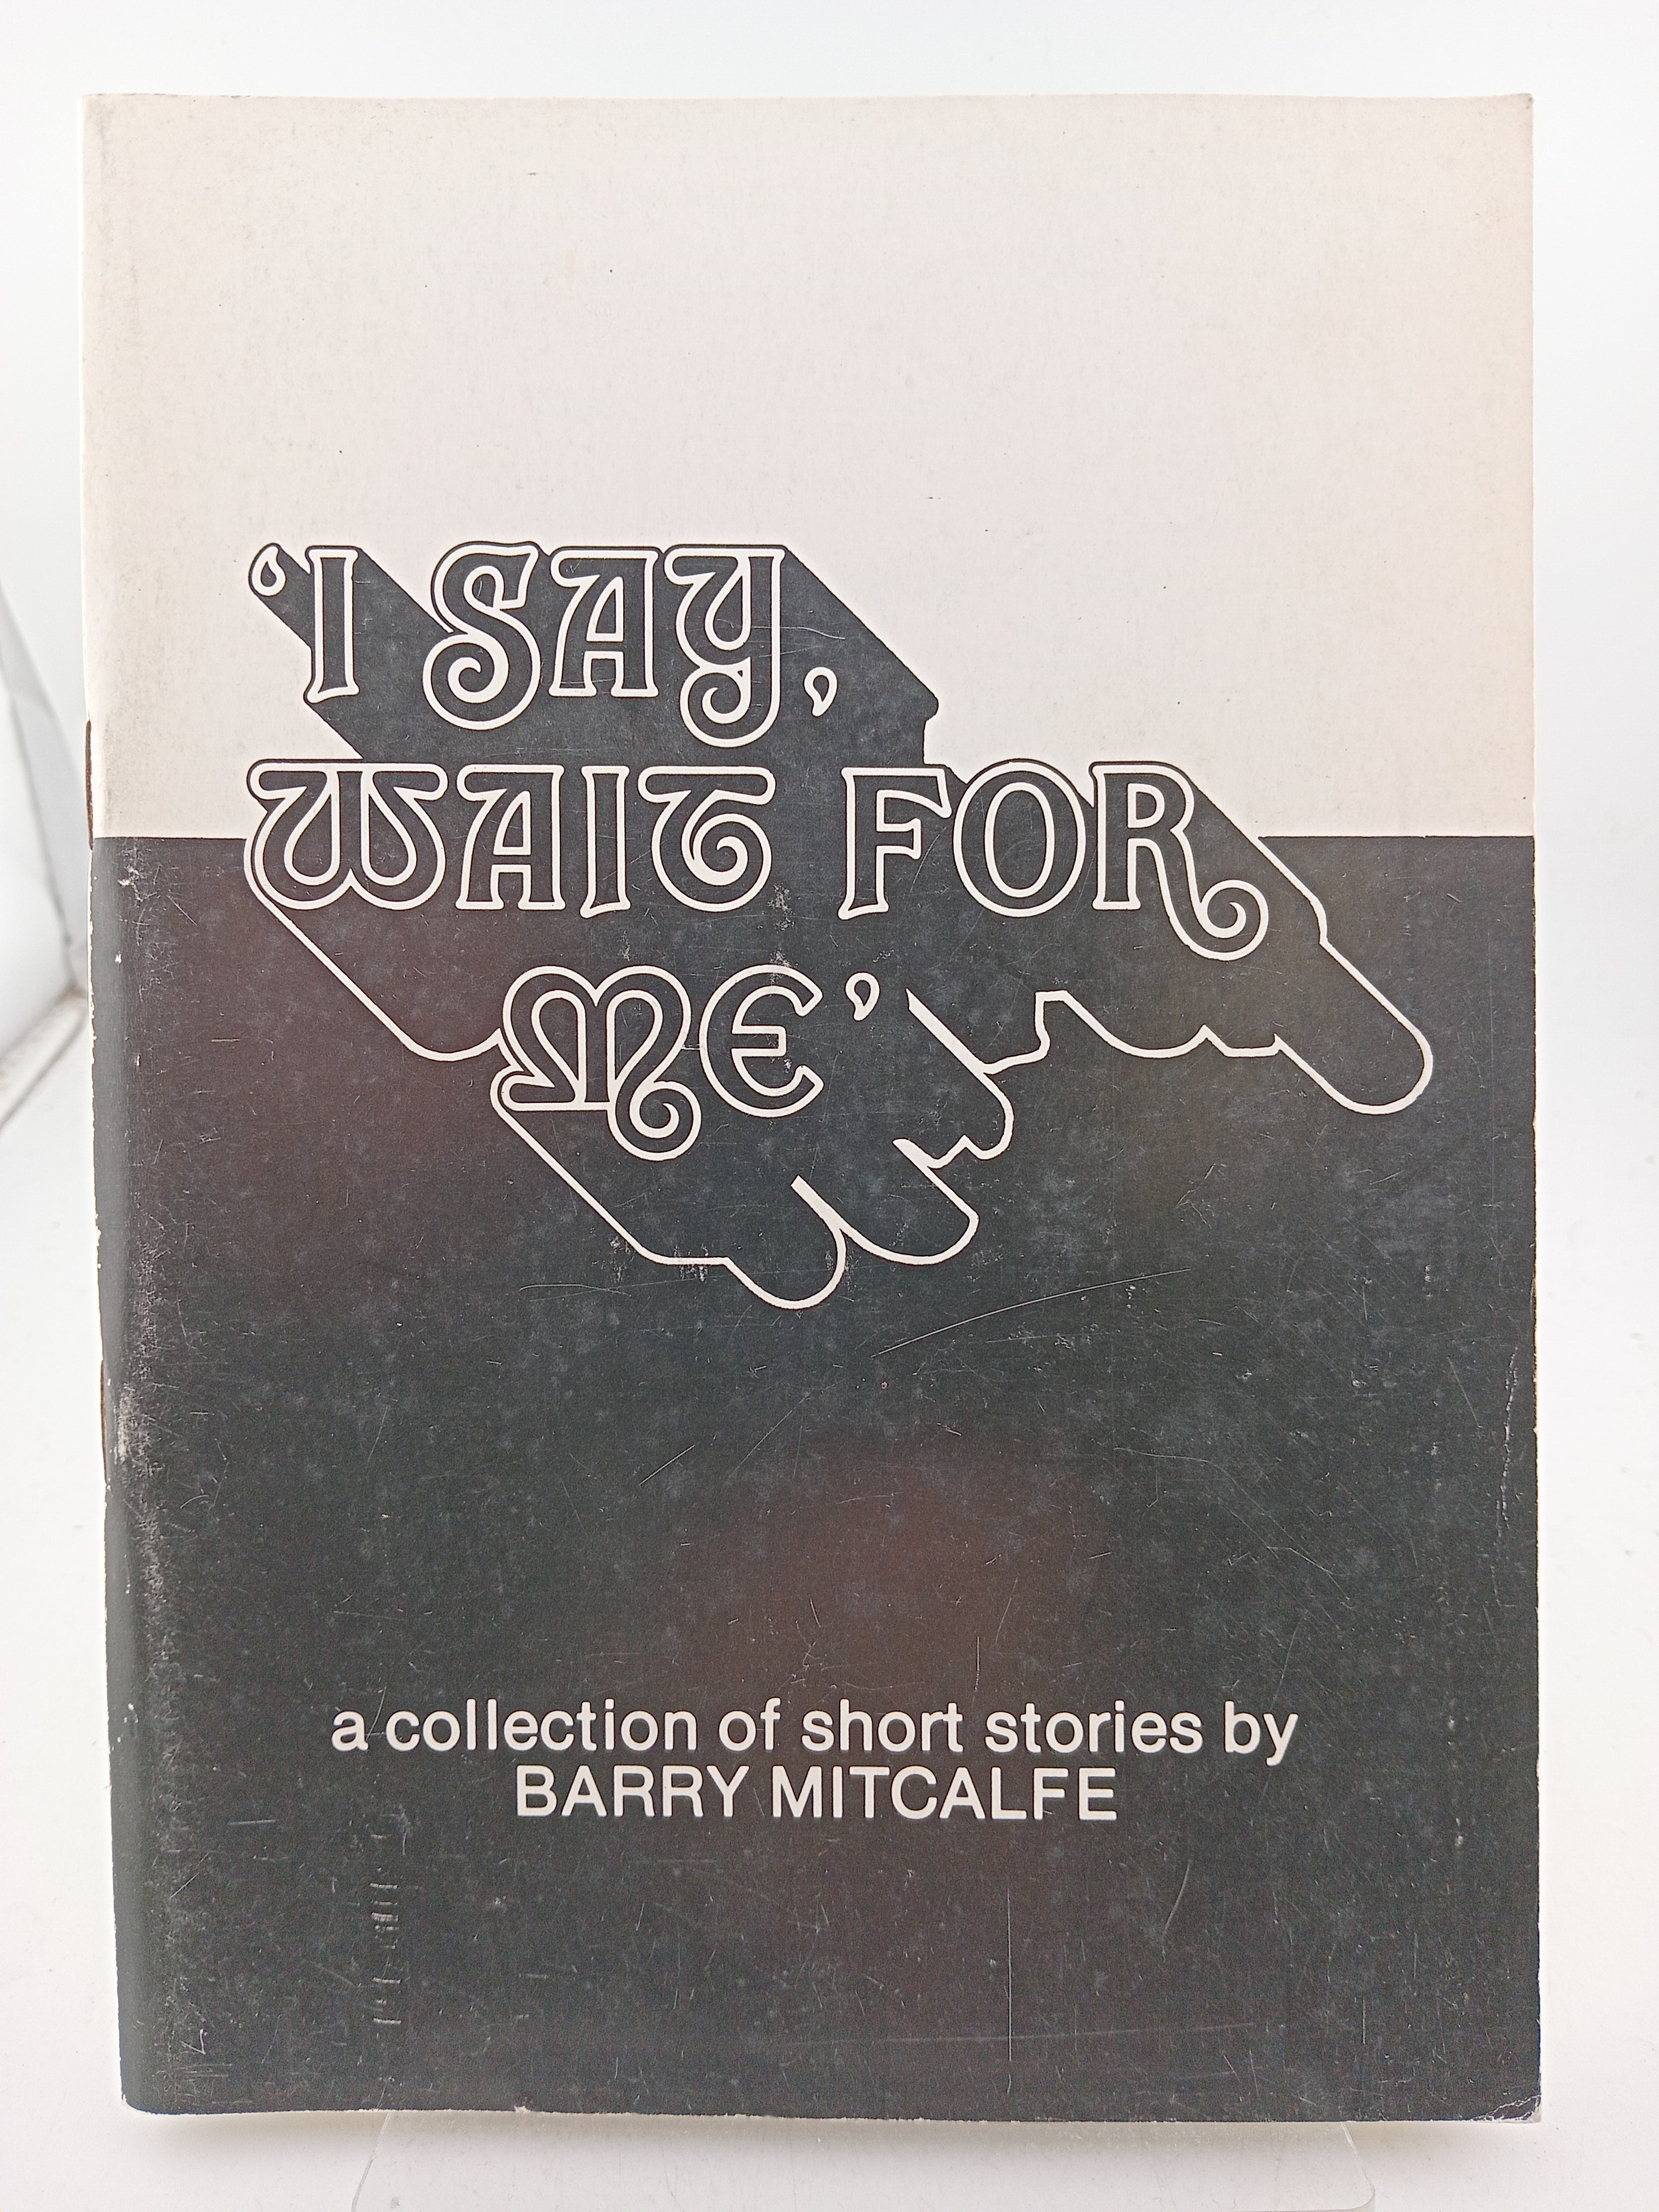 'I SAY,
WAIT FOR
ME'
a collection of short stories by
BARRY MITCALFE